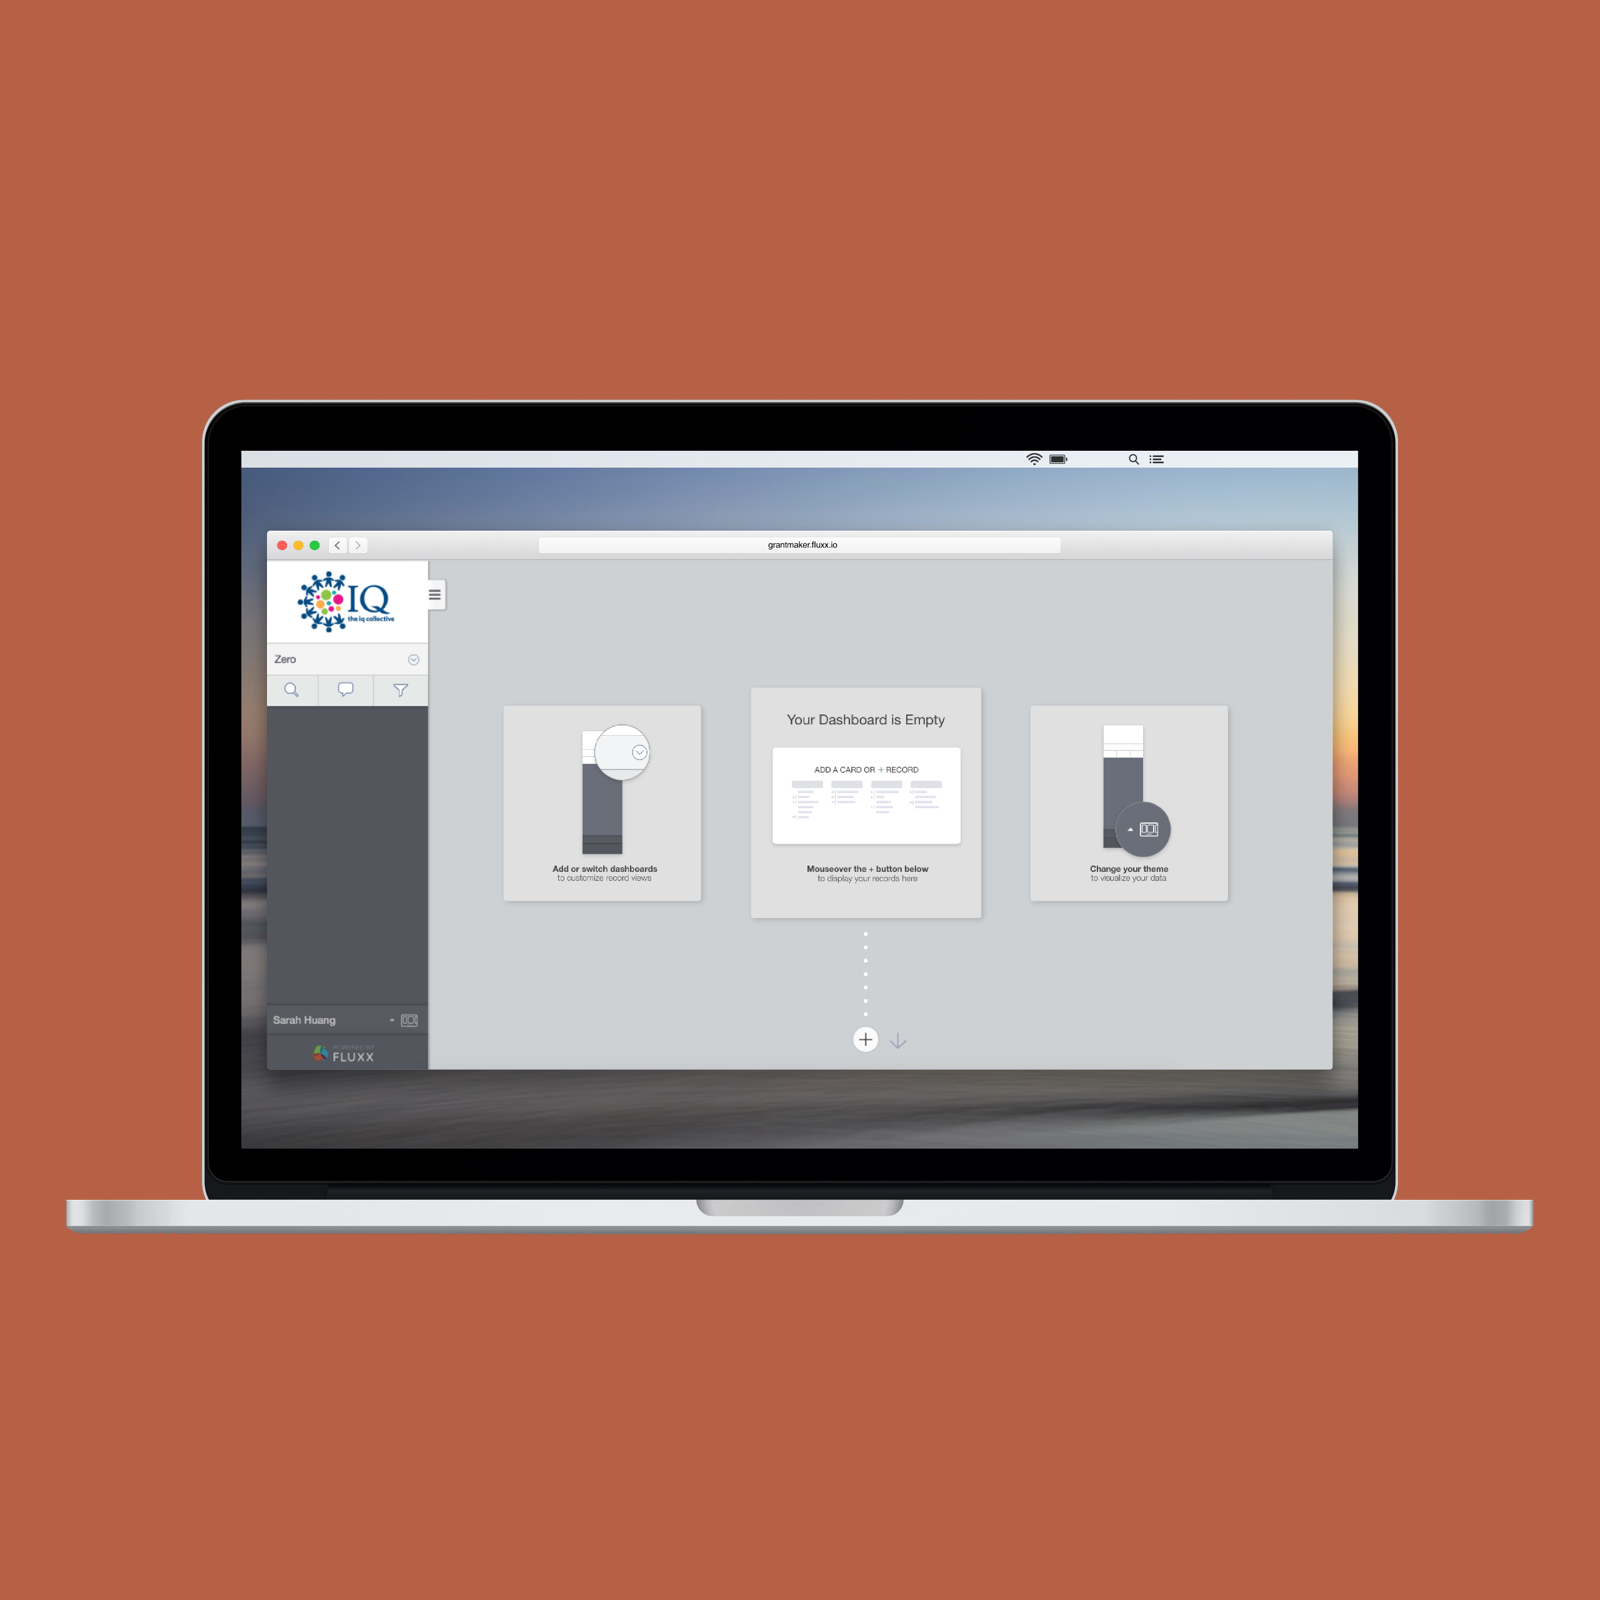 grantmaker.fluxx.io
IQ
the iq collective
Zero
Your Dashboard is Empty
ADD A CARD OR + RECORD
Add or switch dashboards
to customize record views
Mouseover the + button below
to display your records here
Change your theme
to visualize your data
Sarah Huang
POWERED BY
FLUXX